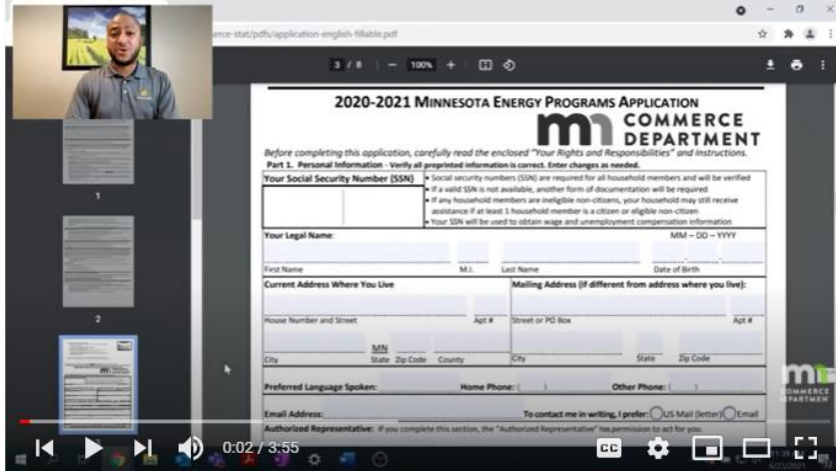 erce-stat/pdfs/application-english-fillable.pdf
3 / 8 — 100% +
1
2
2020-2021 MINNESOTA ENERGY PROGRAMS APPLICATION
mn COMMERCE
DEPARTMENT
Before completing this application, carefully read the enclosed "Your Rights and Responsibilities" and Instructions.
Part 1. Personal Information - Verify all preprinted information is correct. Enter changes as needed.
Your Social Security Number (SSN)
• Social security numbers (SSN) are required for all household members and will be verified
• If a valid SSN is not available, another form of documentation will be required
• If any household members are ineligible non-citizens, your household may still receive
assistance if at least 1 household member is a citizen or eligible non-citizen
• Your SSN will be used to obtain wage and unemployment compensation information
Your Legal Name: MM – DD – YYYY
First Name M.I. Last Name Date of Birth
Current Address Where You Live Mailing Address (if different from address where you live):
House Number and Street Apt # Street or PO Box Apt #
MN
City State Zip Code County City State Zip Code
Preferred Language Spoken: Home Phone: ( ) Other Phone: ( )
Email Address: To contact me in writing, I prefer: US Mail (letter) Email
Authorized Representative: If you complete this section, the "Authorized Representative" has permission to act for you.
mn
COMMERCE
DEPARTMENT
0:02 / 3:55
CC
6/23/2021